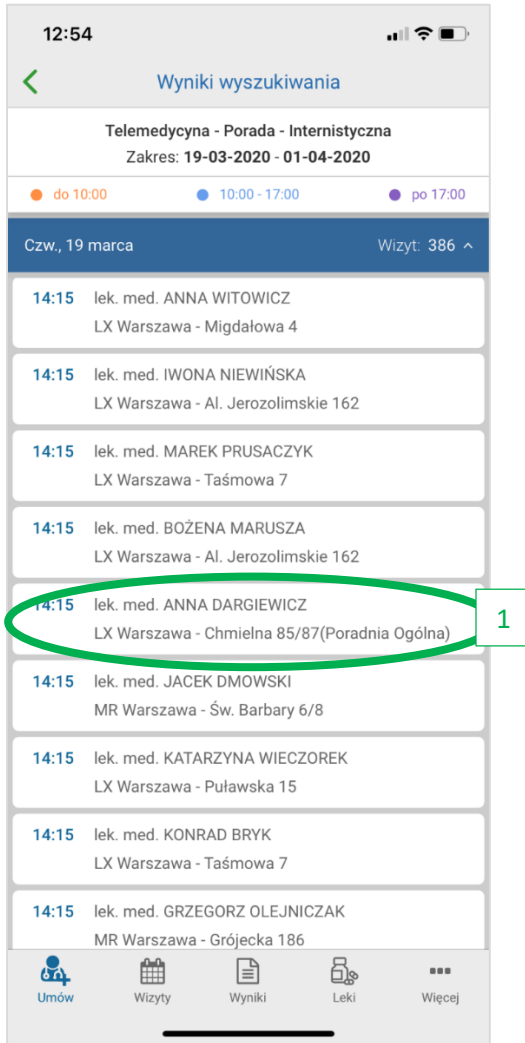 12:54
Wyniki wyszukiwania
Telemedycyna - Porada - Internistyczna
Zakres: 19-03-2020 - 01-04-2020
do 10:00 10:00 - 17:00 po 17:00
Czw., 19 marca Wizyt: 386
14:15 lek. med. ANNA WITOWICZ
LX Warszawa - Migdałowa 4
14:15 lek. med. IWONA NIEWIŃSKA
LX Warszawa - Al. Jerozolimskie 162
14:15 lek. med. MAREK PRUSACZYK
LX Warszawa - Taśmowa 7
14:15 lek. med. BOŻENA MARUSZA
LX Warszawa - Al. Jerozolimskie 162
14:15 lek. med. ANNA DARGIEWICZ
LX Warszawa - Chmielna 85/87(Poradnia Ogólna)
1
14:15 lek. med. JACEK DMOWSKI
MR Warszawa - Św. Barbary 6/8
14:15 lek. med. KATARZYNA WIECZOREK
LX Warszawa - Puławska 15
14:15 lek. med. KONRAD BRYK
LX Warszawa - Taśmowa 7
14:15 lek. med. GRZEGORZ OLEJNICZAK
MR Warszawa - Grójecka 186
Umów Wizyty Wyniki Leki Więcej